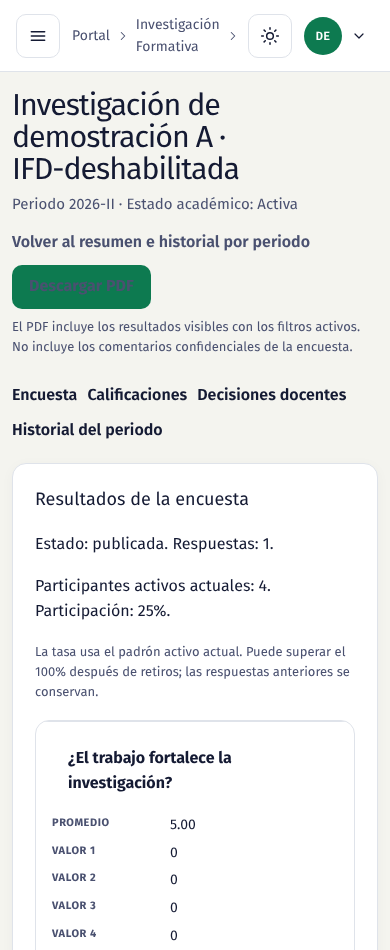 Portal
Investigación
Formativa
DE
Investigación de
demostración A ·
IFD-deshabilitada
Periodo 2026-II · Estado académico: Activa
Volver al resumen e historial por periodo
Descargar PDF
El PDF incluye los resultados visibles con los filtros activos.
No incluye los comentarios confidenciales de la encuesta.
Encuesta Calificaciones Decisiones docentes
Historial del periodo
Resultados de la encuesta
Estado: publicada. Respuestas: 1.
Participantes activos actuales: 4.
Participación: 25%.
La tasa usa el padrón activo actual. Puede superar el
100% después de retiros; las respuestas anteriores se
conservan.
¿El trabajo fortalece la
investigación?
PROMEDIO 5.00
VALOR 1 0
VALOR 2 0
VALOR 3 0
VALOR 4 0